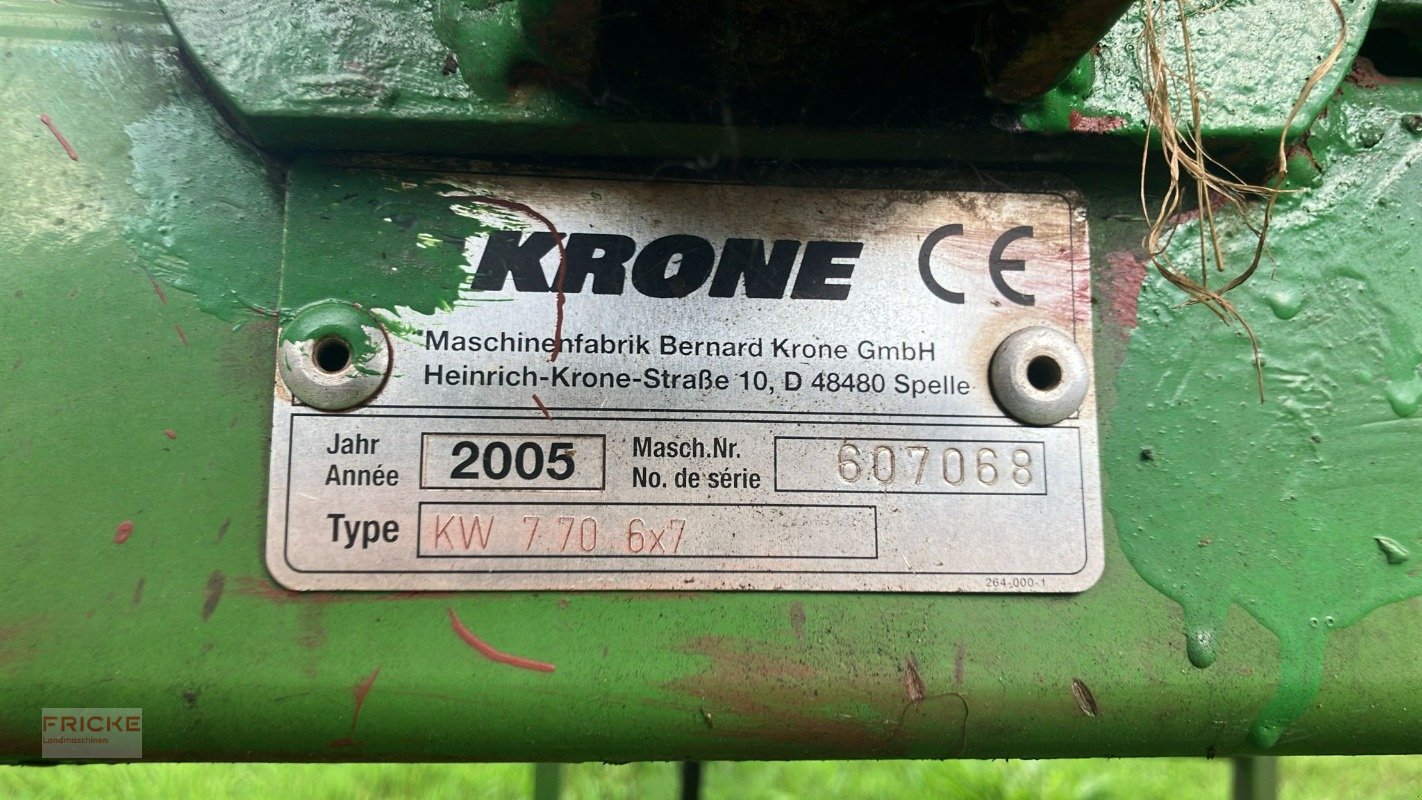 KRONE CE
Maschinenfabrik Bernard Krone GmbH
Heinrich-Krone-Straße 10, D 48480 Spelle
Jahr
Année
2005
Masch.Nr.
No. de série
607068
Type KW 7 70 6x7
264-000-1
FRICKE
Landmaschinen